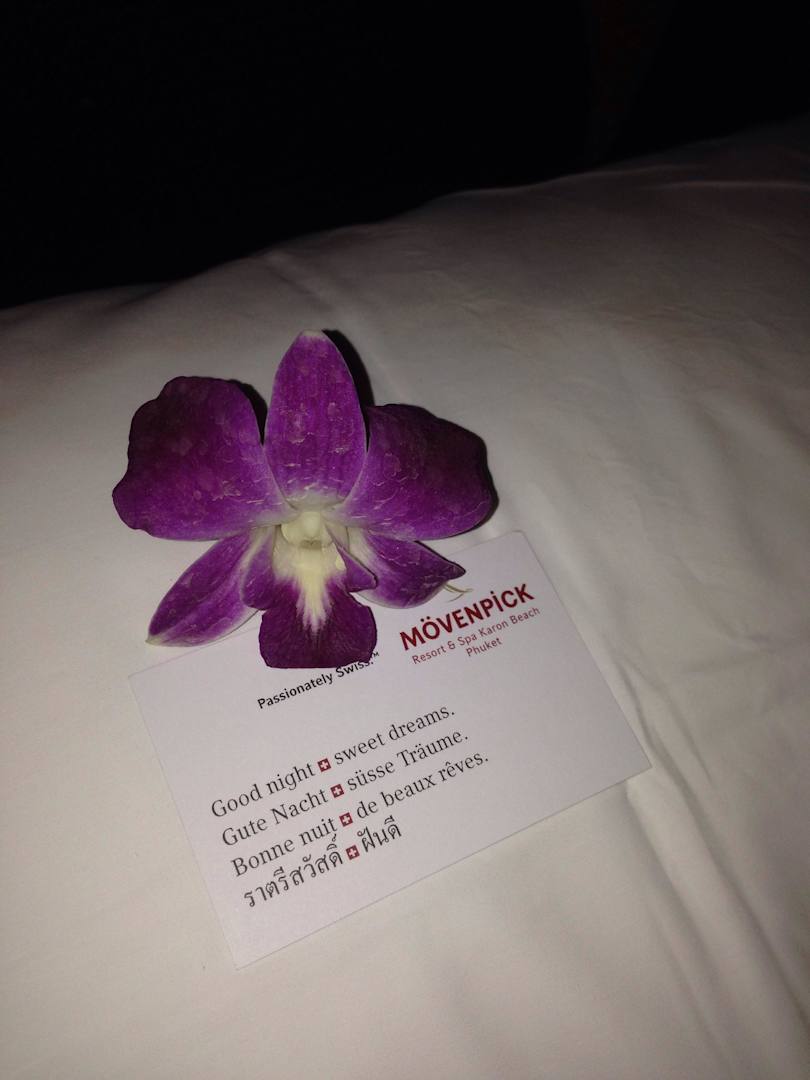 MÖVENPICK
Resort & Spa Karon Beach
Phuket
Passionately Swiss.™
Good night sweet dreams.
Gute Nacht süsse Träume.
Bonne nuit de beaux rêves.
ราตรีสวัสดิ์ ฝันดี